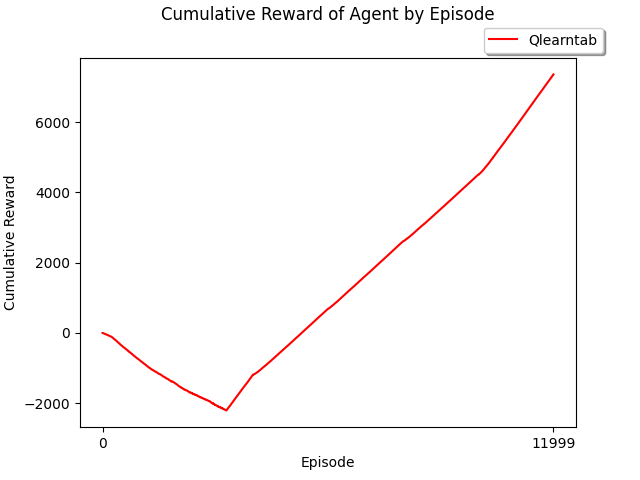 Cumulative Reward of Agent by Episode
Qlearntab
6000
4000
2000
0
−2000
Cumulative Reward
0
11999
Episode